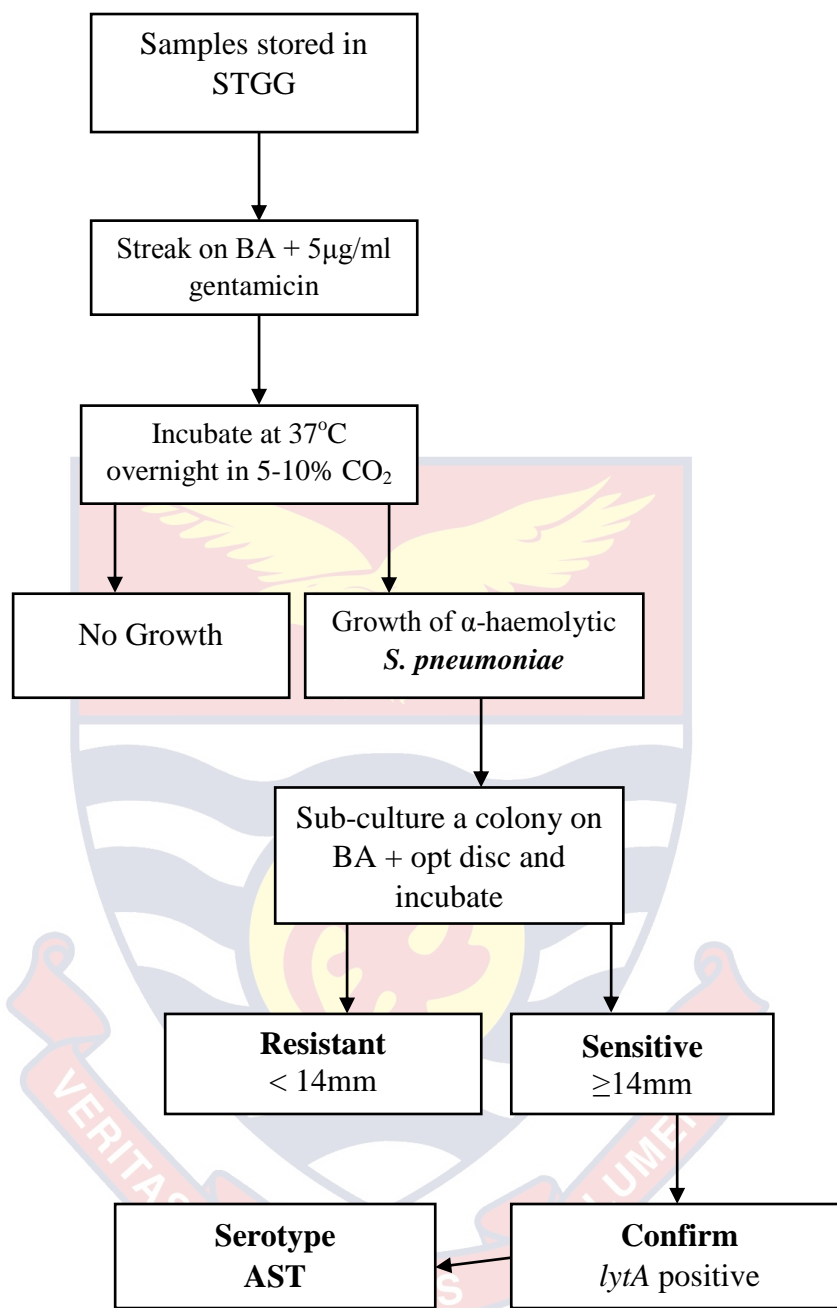 Samples stored in
STGG
Streak on BA + 5μg/ml
gentamicin
Incubate at 37°C
overnight in 5-10% CO₂
No Growth
Growth of α-haemolytic
S. pneumoniae
Sub-culture a colony on
BA + opt disc and
incubate
Resistant
< 14mm
Sensitive
≥14mm
Serotype
AST
Confirm
lytA positive
VERITAS
LUMEN
S